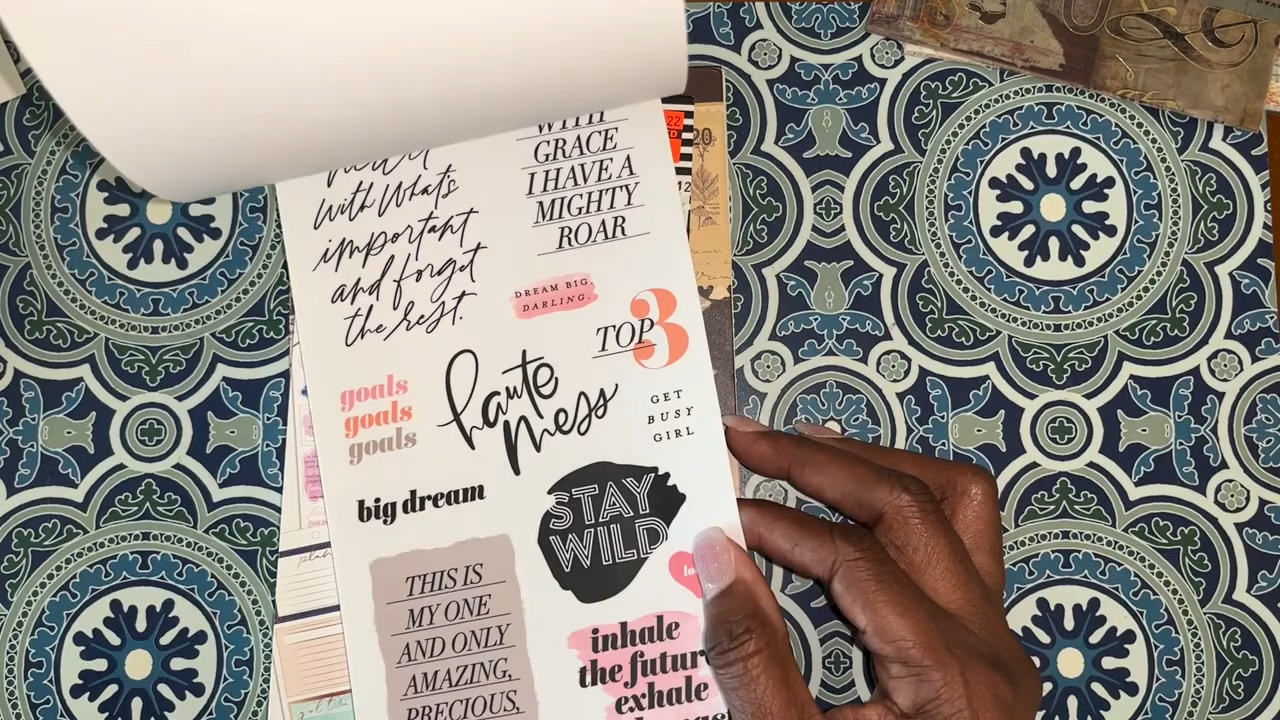 with What's
important
and forget
the rest.
WITH
GRACE
I HAVE A
MIGHTY
ROAR
DREAM BIG,
DARLING.
TOP 3
goals
goals
goals
haute
mess
GET
BUSY
GIRL
big dream
STAY
WILD
THIS IS
MY ONE
AND ONLY
AMAZING,
PRECIOUS,
inhale
the futur
exhale
22
20